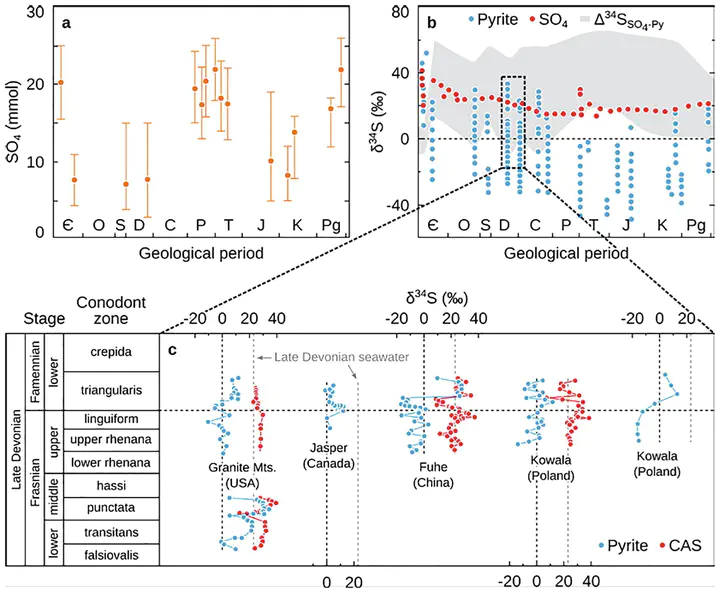 a
30
20
10
0
SO4 (mmol)
Є O S D C P T J K Pg
Geological period
b
Pyrite SO4 Δ34SSO4-Py
80
40
0
-40
δ34S (‰)
Є O S D C P T J K Pg
Geological period
δ34S (‰)
Stage Conodont zone
-20 0 20 40
-20 0 20 40
-20 0 20
c
Late Devonian seawater
Late Devonian
Famennian
lower
crepida
triangularis
Frasnian
upper
linguiform
upper rhenana
lower rhenana
middle
hassi
punctata
lower
transitans
falsiovalis
Granite Mts.
(USA)
Jasper
(Canada)
Fuhe
(China)
Kowala
(Poland)
Kowala
(Poland)
Pyrite CAS
0 20
-20 0 20 40